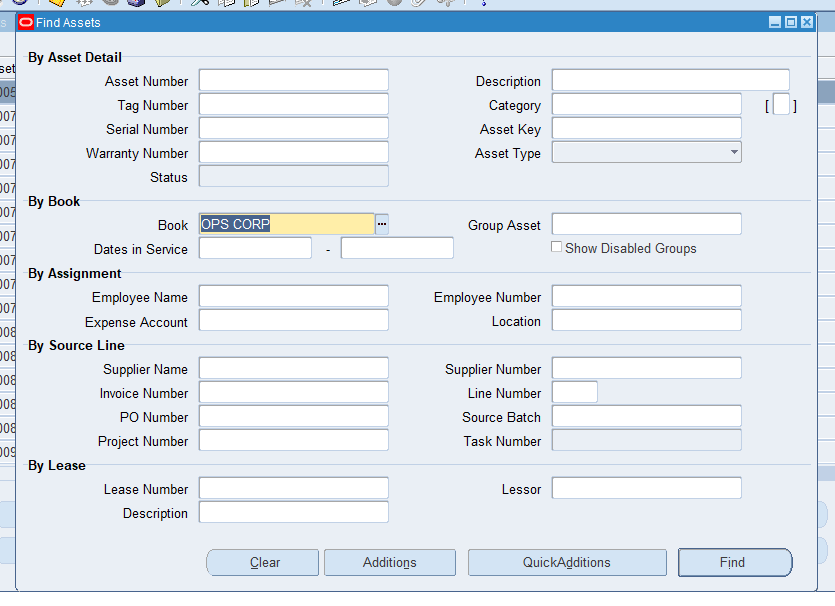 Find Assets
By Asset Detail
Asset Number
Description
Tag Number
Category
[ ]
Serial Number
Asset Key
Warranty Number
Asset Type
Status
By Book
Book OPS CORP ...
Group Asset
Dates in Service -
Show Disabled Groups
By Assignment
Employee Name
Employee Number
Expense Account
Location
By Source Line
Supplier Name
Supplier Number
Invoice Number
Line Number
PO Number
Source Batch
Project Number
Task Number
By Lease
Lease Number
Lessor
Description
Clear
Additions
QuickAdditions
Find